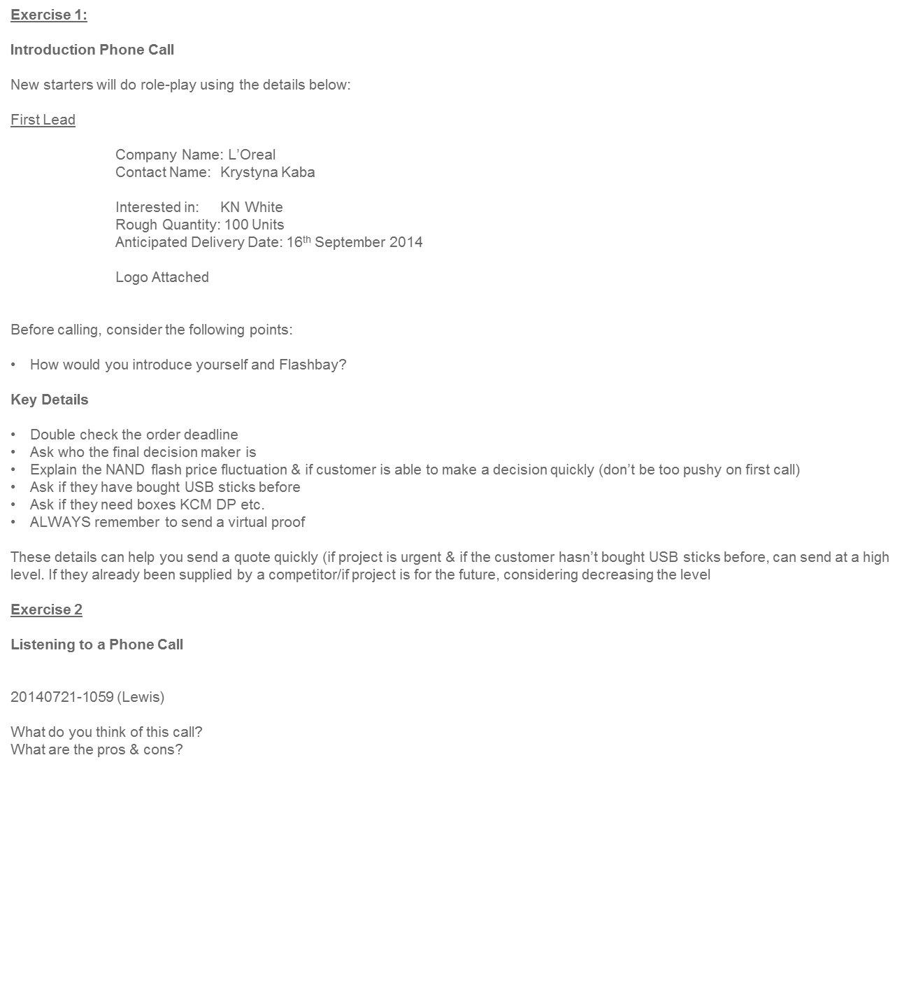 Exercise 1:
Introduction Phone Call
New starters will do role-play using the details below:
First Lead
Company Name: L’Oreal
Contact Name: Krystyna Kaba
Interested in: KN White
Rough Quantity: 100 Units
Anticipated Delivery Date: 16th September 2014
Logo Attached
Before calling, consider the following points:
• How would you introduce yourself and Flashbay?
Key Details
• Double check the order deadline
• Ask who the final decision maker is
• Explain the NAND flash price fluctuation & if customer is able to make a decision quickly (don’t be too pushy on first call)
• Ask if they have bought USB sticks before
• Ask if they need boxes KCM DP etc.
• ALWAYS remember to send a virtual proof
These details can help you send a quote quickly (if project is urgent & if the customer hasn’t bought USB sticks before, can send at a high
level. If they already been supplied by a competitor/if project is for the future, considering decreasing the level
Exercise 2
Listening to a Phone Call
20140721-1059 (Lewis)
What do you think of this call?
What are the pros & cons?